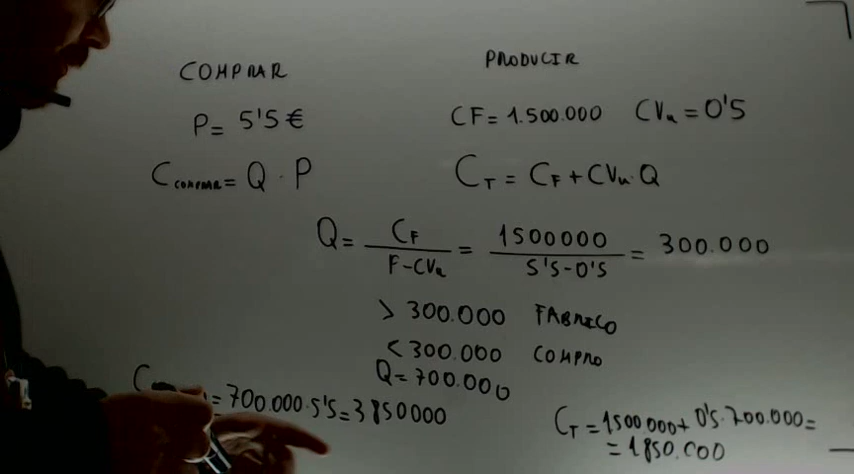 COMPRAR
PRODUCIR
P= 5'5 €
CF= 1.500.000 CVu = 0'5
C COMPRAR = Q · P
CT = CF + CVu · Q
Q = CF / F-CVu = 1500000 / 5'5-0'5 = 300.000
> 300.000 FABRICO
< 300.000 COMPRO
Q= 700.000
= 700.000·5'5= 3850000
CT = 1500000+ 0'5·700.000=
= 1850.000